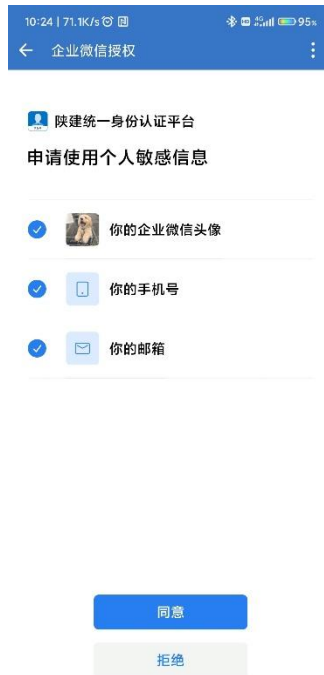 10:24 | 71.1K/s 95%
企业微信授权
陕建统一身份认证平台
申请使用个人敏感信息
你的企业微信头像
你的手机号
你的邮箱
同意
拒绝